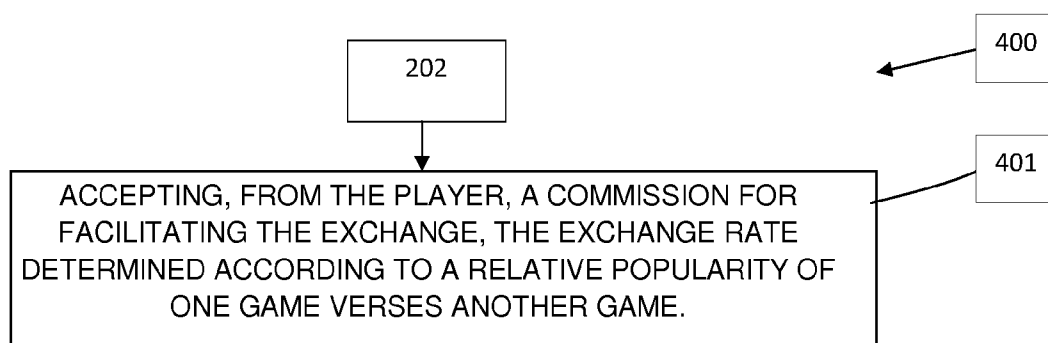 400
202
401
ACCEPTING, FROM THE PLAYER, A COMMISSION FOR
FACILITATING THE EXCHANGE, THE EXCHANGE RATE
DETERMINED ACCORDING TO A RELATIVE POPULARITY OF
ONE GAME VERSES ANOTHER GAME.